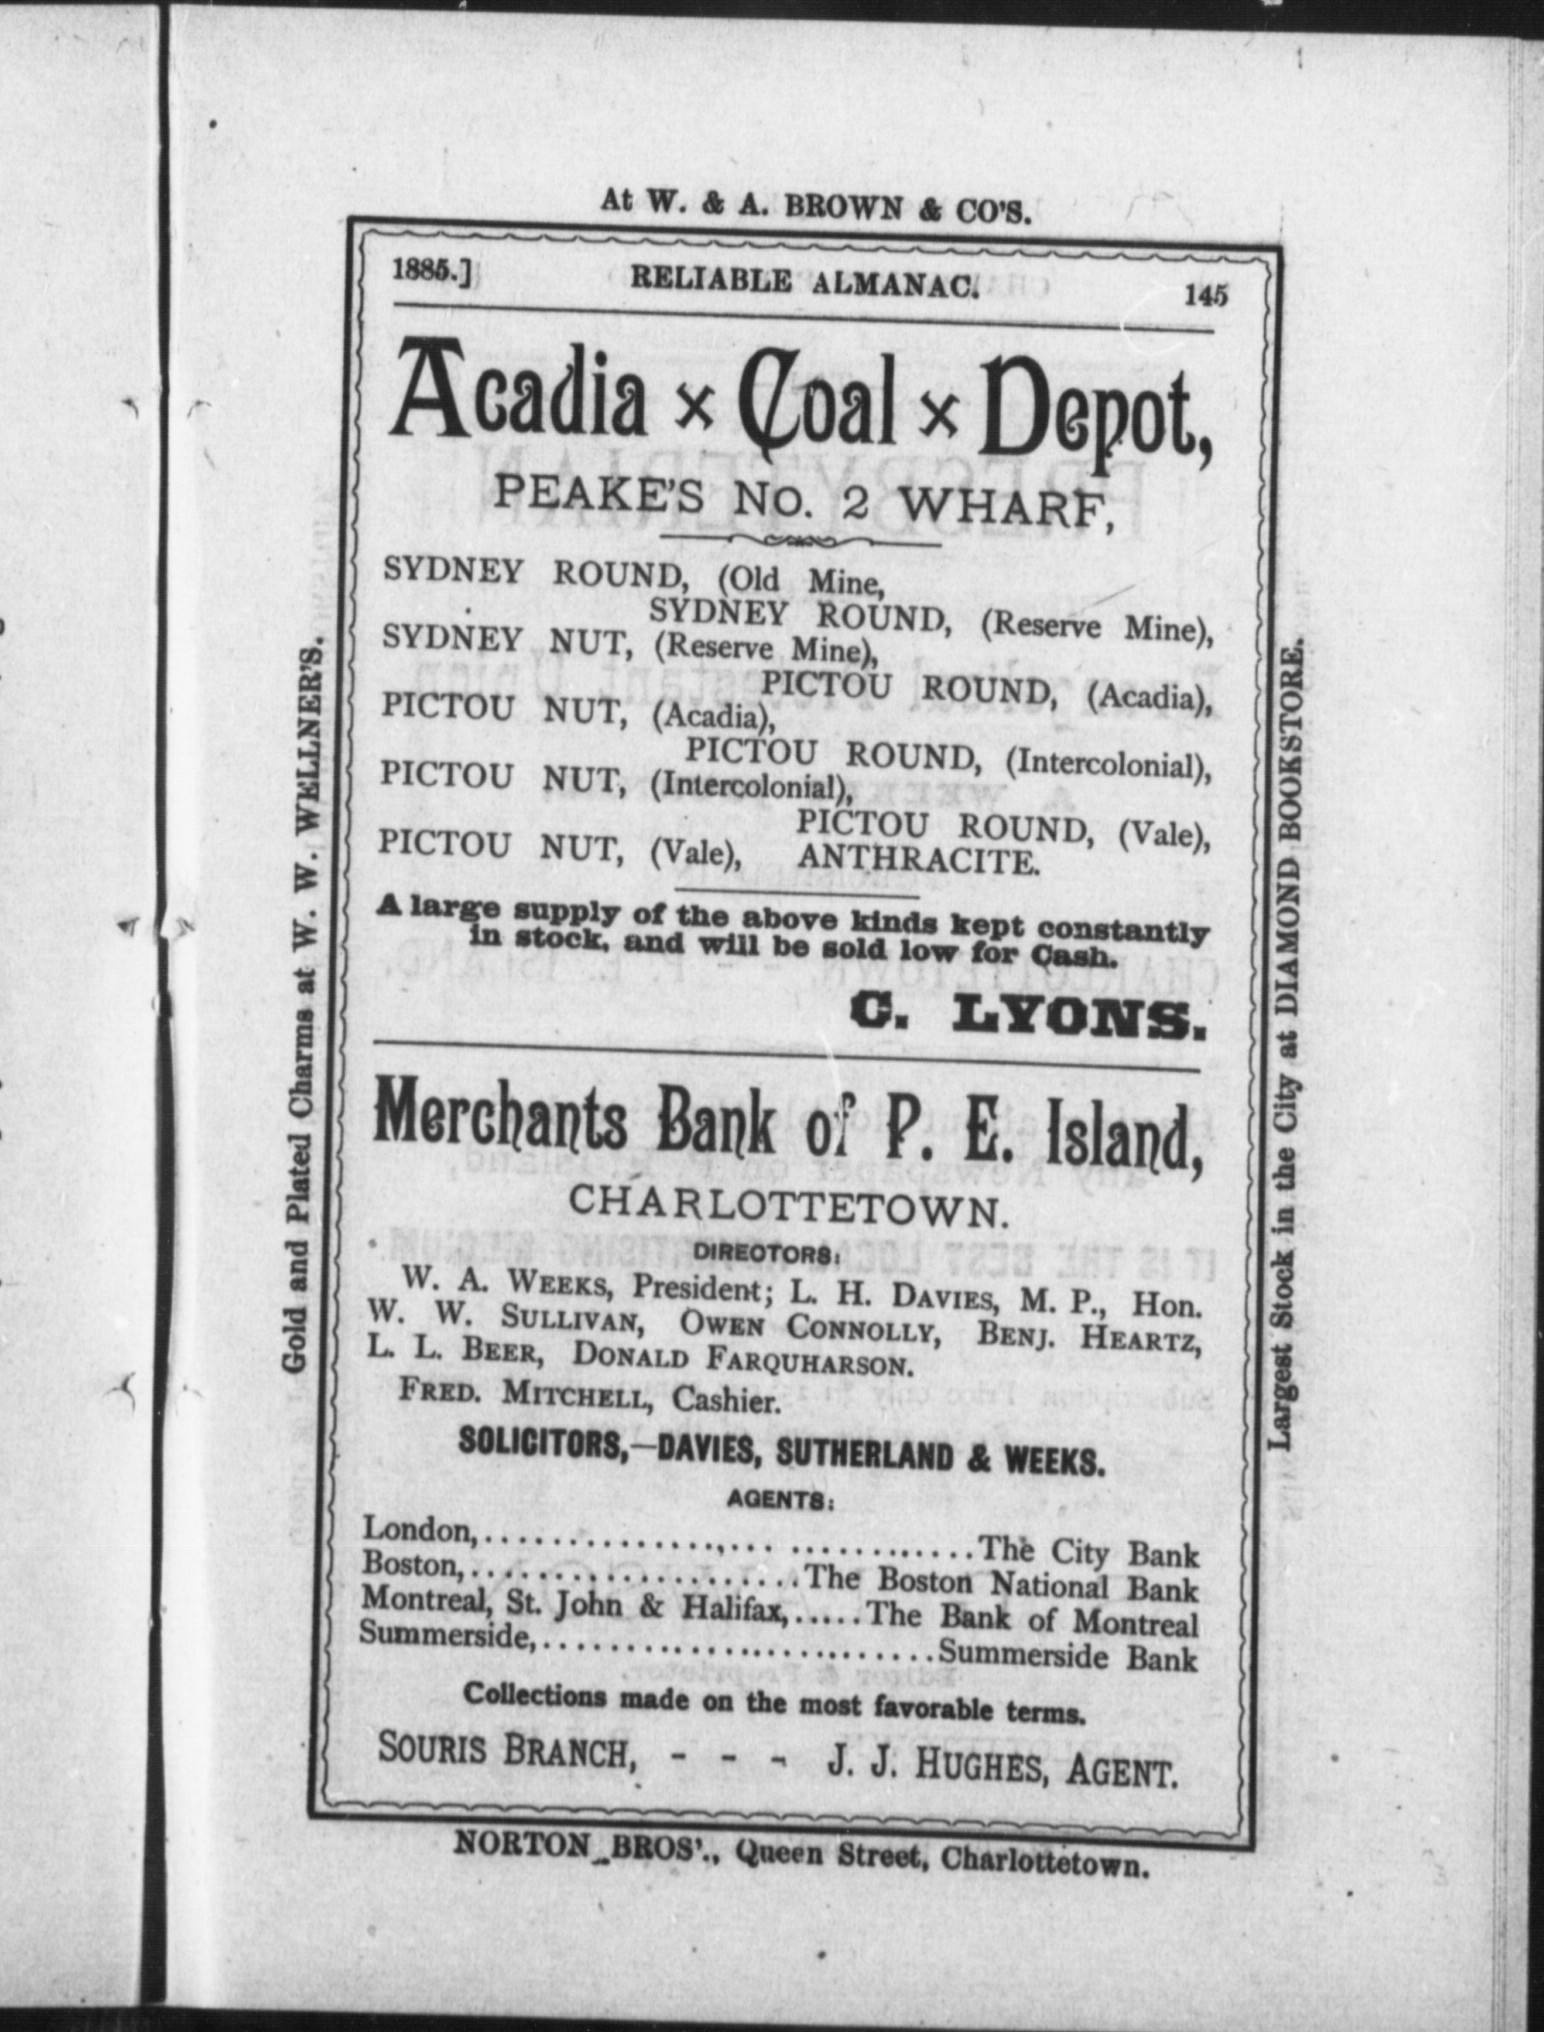 At W. & A. BROWN & CO'S.
1885.] RELIABLE ALMANAC. 145
Acadia × Coal × Depot,
PEAKE'S No. 2 WHARF,
SYDNEY ROUND, (Old Mine,
SYDNEY ROUND, (Reserve Mine),
SYDNEY NUT, (Reserve Mine),
PICTOU ROUND, (Acadia),
PICTOU NUT, (Acadia),
PICTOU ROUND, (Intercolonial),
PICTOU NUT, (Intercolonial),
PICTOU ROUND, (Vale),
PICTOU NUT, (Vale), ANTHRACITE.
A large supply of the above kinds kept constantly
in stock, and will be sold low for Cash.
C. LYONS.
Merchants Bank of P. E. Island,
CHARLOTTETOWN.
DIRECTORS:
W. A. WEEKS, President; L. H. DAVIES, M. P., Hon.
W. W. SULLIVAN, OWEN CONNOLLY, BENJ. HEARTZ,
L. L. BEER, DONALD FARQUHARSON.
FRED. MITCHELL, Cashier.
SOLICITORS,—DAVIES, SUTHERLAND & WEEKS.
AGENTS:
London,..............,... ...........The City Bank
Boston,....................The Boston National Bank
Montreal, St. John & Halifax,......The Bank of Montreal
Summerside,........................Summerside Bank
Collections made on the most favorable terms.
SOURIS BRANCH, - - - J. J. HUGHES, AGENT.
NORTON BROS'., Queen Street, Charlottetown.
Gold and Plated Charms at W. W. WELLNER'S.
Largest Stock in the City at DIAMOND BOOKSTORE.